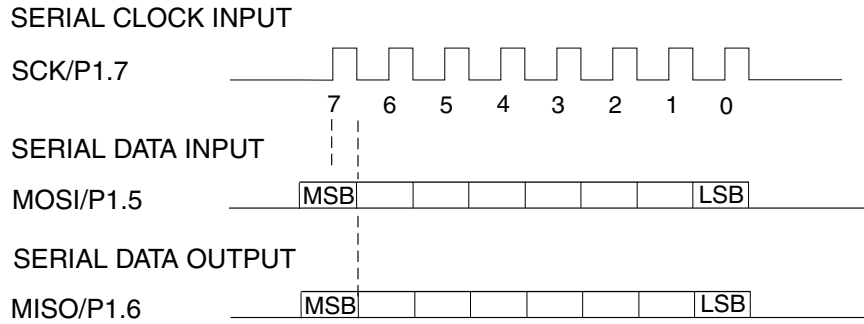 SERIAL CLOCK INPUT
SCK/P1.7
7 6 5 4 3 2 1 0
SERIAL DATA INPUT
MOSI/P1.5
MSB LSB
SERIAL DATA OUTPUT
MISO/P1.6
MSB LSB